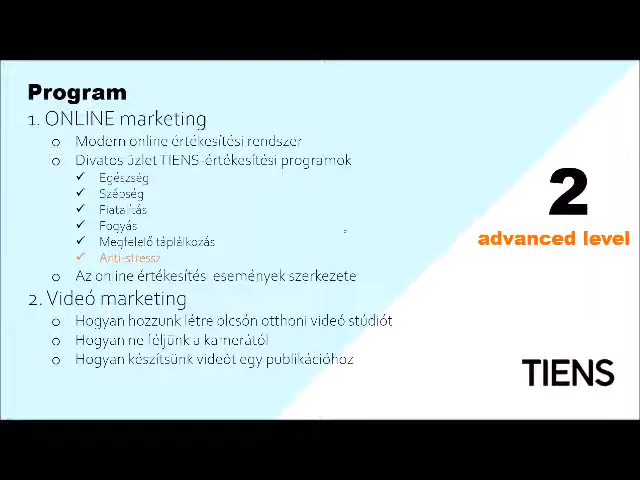 Program
1. ONLINE marketing
o Modern online értékesítési rendszer
o Divatos üzlet TIENS-értékesítési programok
✓ Egészség
✓ Szépség
✓ Fiatalítás
✓ Fogyás
✓ Megfelelő táplálkozás
✓ Anti-stressz
o Az online értékesítési események szerkezete
2. Videó marketing
o Hogyan hozzunk létre olcsón otthoni videó stúdiót
o Hogyan ne féljünk a kamerától
o Hogyan készítsünk videót egy publikációhoz
2
advanced level
TIENS